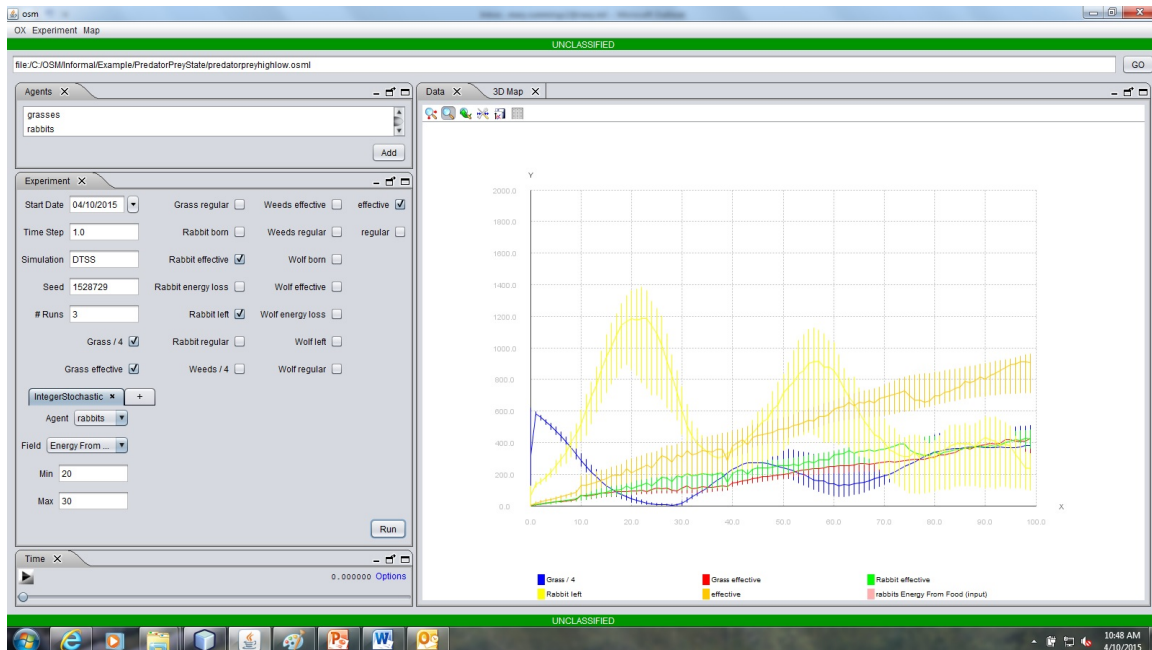 osm
OX Experiment Map
UNCLASSIFIED
file:/C:/OSM/Informal/Example/PredatorPreyState/predatorpreyhighlow.osml GO
Agents
grasses
rabbits
Add
Experiment
Start Date 04/10/2015 Grass regular Weeds effective effective
Time Step 1.0 Rabbit born Weeds regular regular
Simulation DTSS Rabbit effective Wolf born
Seed 1528729 Rabbit energy loss Wolf effective
# Runs 3 Rabbit left Wolf energy loss
Grass / 4 Rabbit regular Wolf left
Grass effective Weeds / 4 Wolf regular
IntegerStochastic +
Agent rabbits
Field Energy From ...
Min 20
Max 30
Run
Time
0.000000 Options
Data 3D Map
Y
2000.0
1800.0
1600.0
1400.0
1200.0
1000.0
800.0
600.0
400.0
200.0
0.0
X
0.0 10.0 20.0 30.0 40.0 50.0 60.0 70.0 80.0 90.0 100.0
Grass / 4 Grass effective Rabbit effective
Rabbit left effective rabbits Energy From Food (input)
UNCLASSIFIED
10:48 AM
4/10/2015